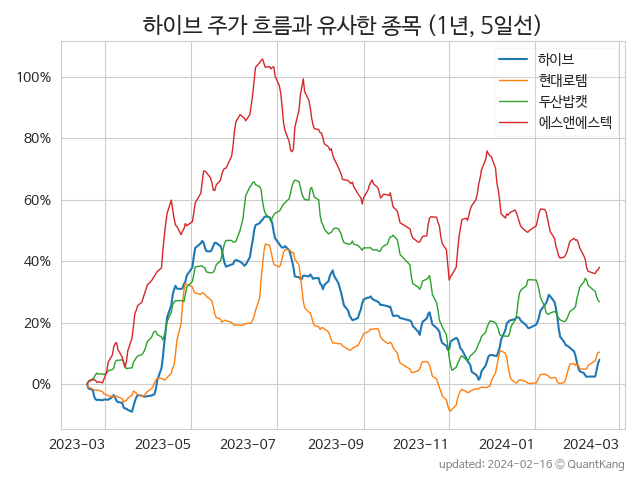 하이브 주가 흐름과 유사한 종목 (1년, 5일선)
하이브
현대로템
두산밥캣
에스앤에스텍
100%
80%
60%
40%
20%
0%
2023-03 2023-05 2023-07 2023-09 2023-11 2024-01 2024-03
updated: 2024-02-16 © QuantKang